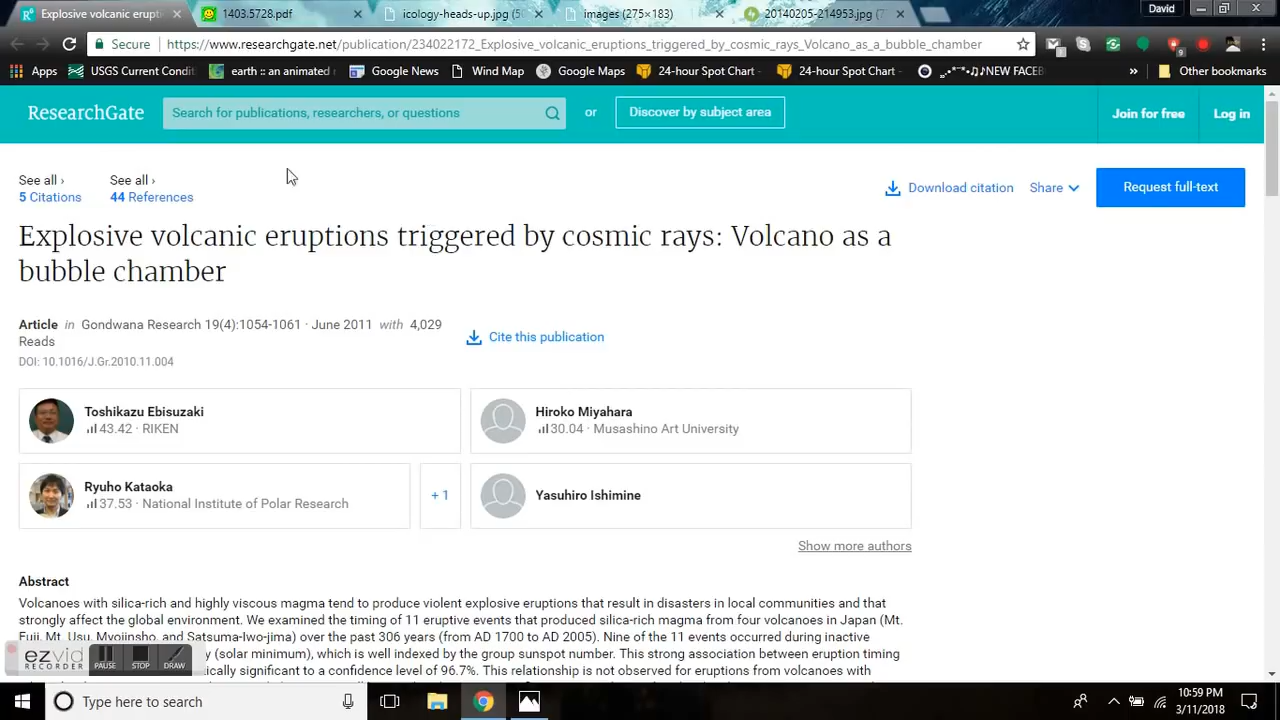 Explosive volcanic erupti
1403.5728.pdf
icology-heads-up.jpg (50
images (275×183)
20140205-214953.jpg (7
David
Secure
https://www.researchgate.net/publication/234022172_Explosive_volcanic_eruptions_triggered_by_cosmic_rays_Volcano_as_a_bubble_chamber
Apps
USGS Current Condit
earth :: an animated
Google News
Wind Map
Google Maps
24-hour Spot Chart -
24-hour Spot Chart -
NEW FACEB
»
Other bookmarks
ResearchGate
Search for publications, researchers, or questions
or
Discover by subject area
Join for free
Log in
See all ›
5 Citations
See all ›
44 References
Download citation
Share
Request full-text
Explosive volcanic eruptions triggered by cosmic rays: Volcano as a
bubble chamber
Article in Gondwana Research 19(4):1054-1061 · June 2011 with 4,029
Reads
DOI: 10.1016/J.Gr.2010.11.004
Cite this publication
Toshikazu Ebisuzaki
43.42 · RIKEN
Hiroko Miyahara
30.04 · Musashino Art University
Ryuho Kataoka
37.53 · National Institute of Polar Research
+ 1
Yasuhiro Ishimine
Show more authors
Abstract
Volcanoes with silica-rich and highly viscous magma tend to produce violent explosive eruptions that result in disasters in local communities and that
strongly affect the global environment. We examined the timing of 11 eruptive events that produced silica-rich magma from four volcanoes in Japan (Mt.
Fuji, Mt. Usu, Myojinsho, and Satsuma-Iwo-jima) over the past 306 years (from AD 1700 to AD 2005). Nine of the 11 events occurred during inactive
y (solar minimum), which is well indexed by the group sunspot number. This strong association between eruption timing
ically significant to a confidence level of 96.7%. This relationship is not observed for eruptions from volcanoes with
ezvid
RECORDER
PAUSE
STOP
DRAW
Type here to search
10:59 PM
3/11/2018